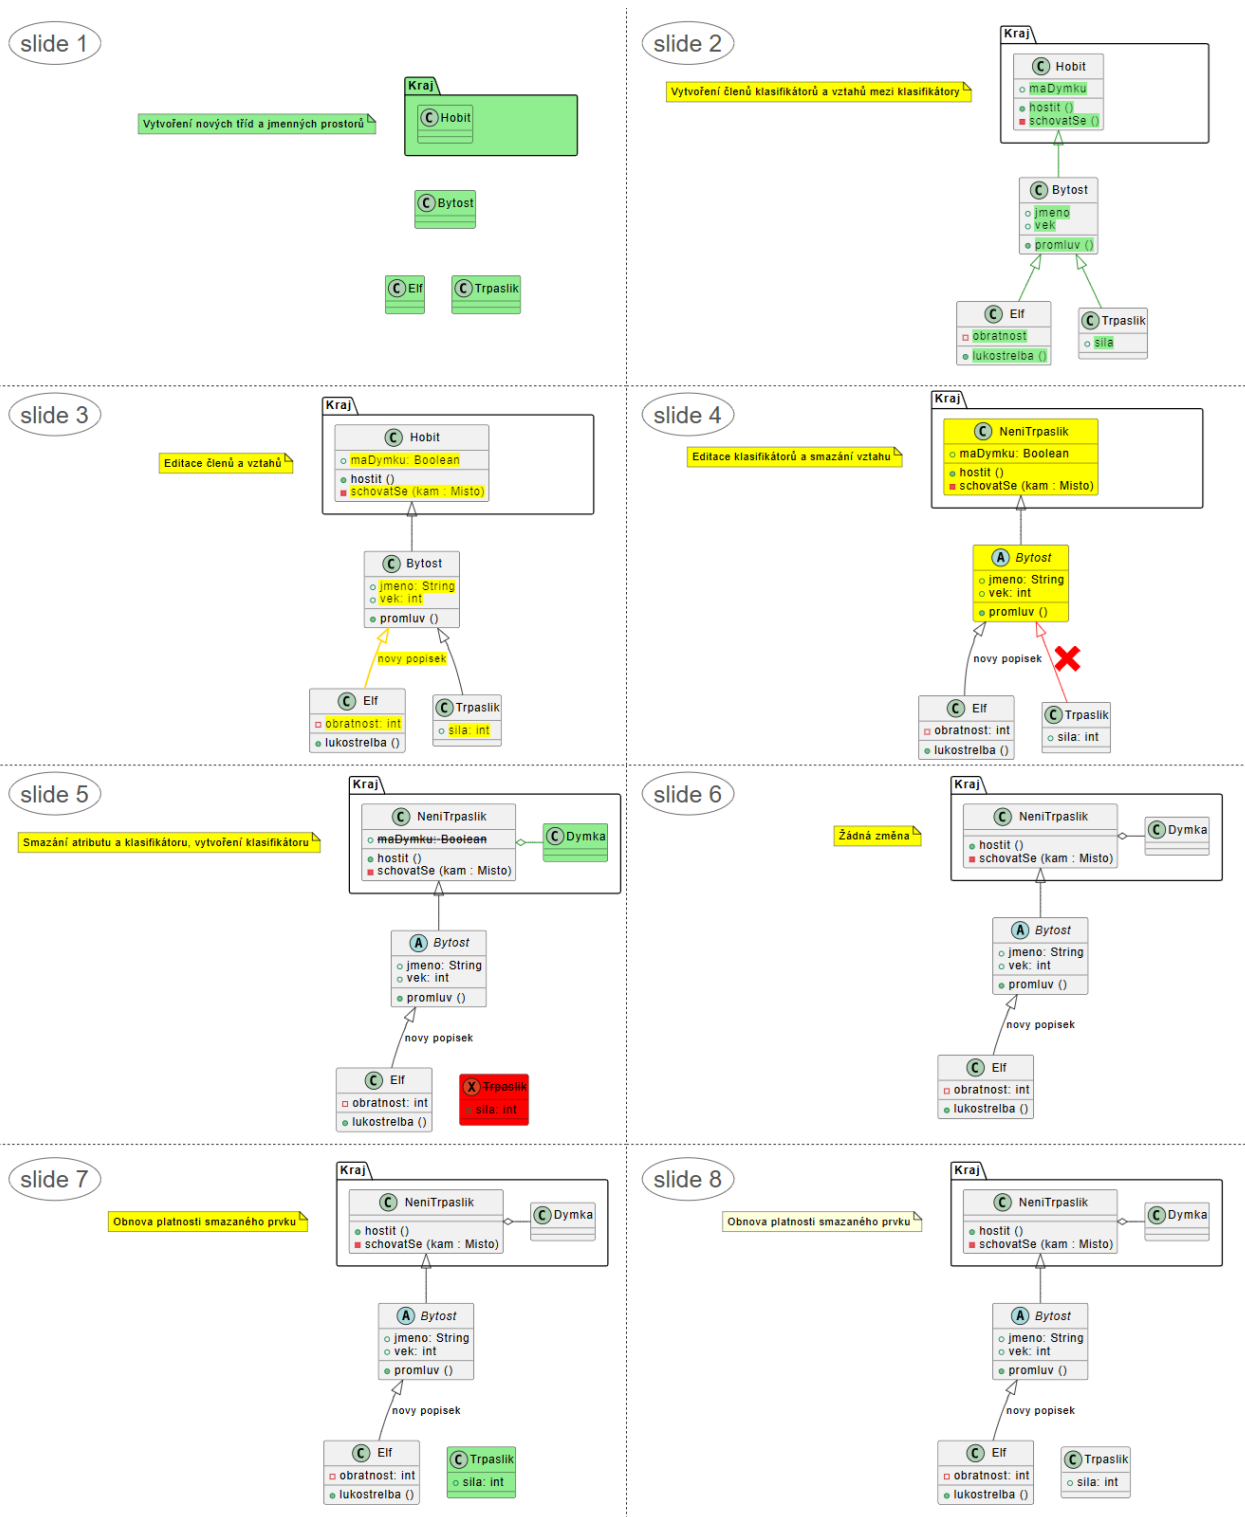 slide 1
Kraj
C Hobit
Vytvoření nových tříd a jmenných prostorů
C Bytost
C Elf
C Trpaslik
slide 2
Kraj
C Hobit
maDymku
hostit ()
schovatSe ()
Vytvoření členů klasifikátorů a vztahů mezi klasifikátory
C Bytost
jmeno
vek
promluv ()
C Elf
obratnost
lukostrelba ()
C Trpaslik
sila
slide 3
Kraj
C Hobit
maDymku: Boolean
hostit ()
schovatSe (kam : Misto)
Editace členů a vztahů
C Bytost
jmeno: String
vek: int
promluv ()
novy popisek
C Elf
obratnost: int
lukostrelba ()
C Trpaslik
sila: int
slide 4
Kraj
C NeniTrpaslik
maDymku: Boolean
hostit ()
schovatSe (kam : Misto)
Editace klasifikátorů a smazání vztahu
A Bytost
jmeno: String
vek: int
promluv ()
novy popisek
C Elf
obratnost: int
lukostrelba ()
C Trpaslik
sila: int
slide 5
Kraj
C NeniTrpaslik
maDymku: Boolean
hostit ()
schovatSe (kam : Misto)
C Dymka
Smazání atributu a klasifikátoru, vytvoření klasifikátoru
A Bytost
jmeno: String
vek: int
promluv ()
novy popisek
C Elf
obratnost: int
lukostrelba ()
X Trpaslik
sila: int
slide 6
Kraj
C NeniTrpaslik
hostit ()
schovatSe (kam : Misto)
C Dymka
Žádná změna
A Bytost
jmeno: String
vek: int
promluv ()
novy popisek
C Elf
obratnost: int
lukostrelba ()
slide 7
Kraj
C NeniTrpaslik
hostit ()
schovatSe (kam : Misto)
C Dymka
Obnova platnosti smazaného prvku
A Bytost
jmeno: String
vek: int
promluv ()
novy popisek
C Elf
obratnost: int
lukostrelba ()
C Trpaslik
sila: int
slide 8
Kraj
C NeniTrpaslik
hostit ()
schovatSe (kam : Misto)
C Dymka
Obnova platnosti smazaného prvku
A Bytost
jmeno: String
vek: int
promluv ()
novy popisek
C Elf
obratnost: int
lukostrelba ()
C Trpaslik
sila: int